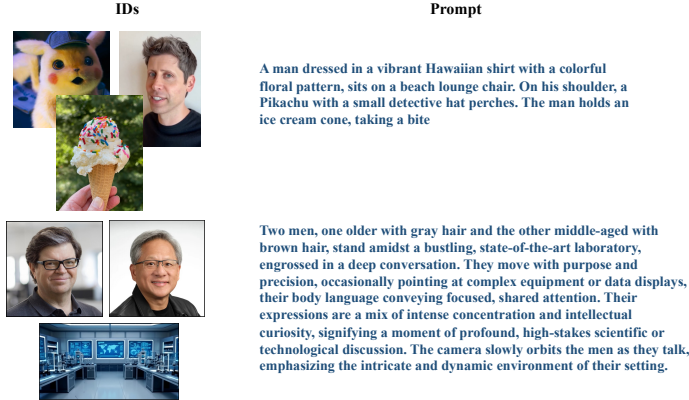 IDs
Prompt
A man dressed in a vibrant Hawaiian shirt with a colorful
floral pattern, sits on a beach lounge chair. On his shoulder, a
Pikachu with a small detective hat perches. The man holds an
ice cream cone, taking a bite
Two men, one older with gray hair and the other middle-aged with
brown hair, stand amidst a bustling, state-of-the-art laboratory,
engrossed in a deep conversation. They move with purpose and
precision, occasionally pointing at complex equipment or data displays,
their body language conveying focused, shared attention. Their
expressions are a mix of intense concentration and intellectual
curiosity, signifying a moment of profound, high-stakes scientific or
technological discussion. The camera slowly orbits the men as they talk,
emphasizing the intricate and dynamic environment of their setting.